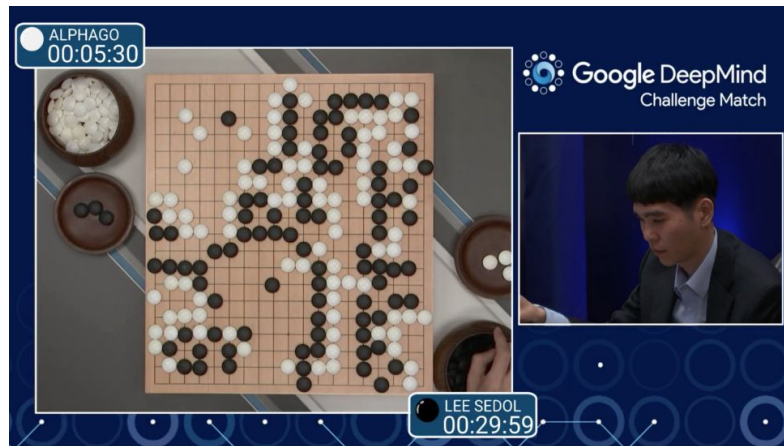 ALPHAGO
00:05:30
Google DeepMind
Challenge Match
LEE SEDOL
00:29:59